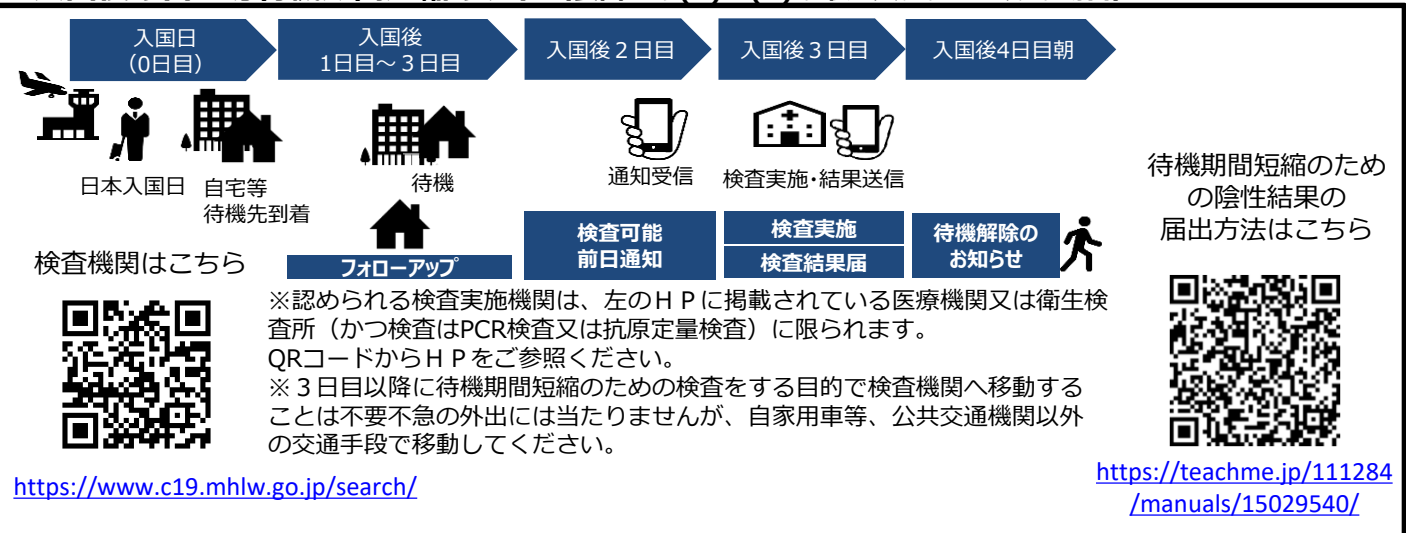 入国日
（0日目）
入国後
1日目～３日目
入国後２日目
入国後３日目
入国後4日目朝
日本入国日
自宅等
待機先到着
待機
通知受信
検査実施・結果送信
フォローアップ
検査可能
前日通知
検査実施
検査結果届
待機解除の
お知らせ
検査機関はこちら
※認められる検査実施機関は、左のＨＰに掲載されている医療機関又は衛生検
査所（かつ検査はPCR検査又は抗原定量検査）に限られます。
QRコードからＨＰをご参照ください。
※３日目以降に待機期間短縮のための検査をする目的で検査機関へ移動する
ことは不要不急の外出には当たりませんが、自家用車等、公共交通機関以外
の交通手段で移動してください。
https://www.c19.mhlw.go.jp/search/
待機期間短縮のため
の陰性結果の
届出方法はこちら
https://teachme.jp/111284
/manuals/15029540/